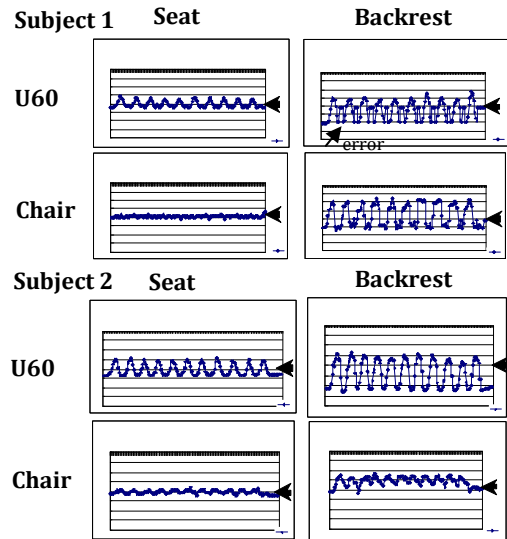 Subject 1 Seat Backrest
U60
error
Chair
Subject 2 Seat Backrest
U60
Chair